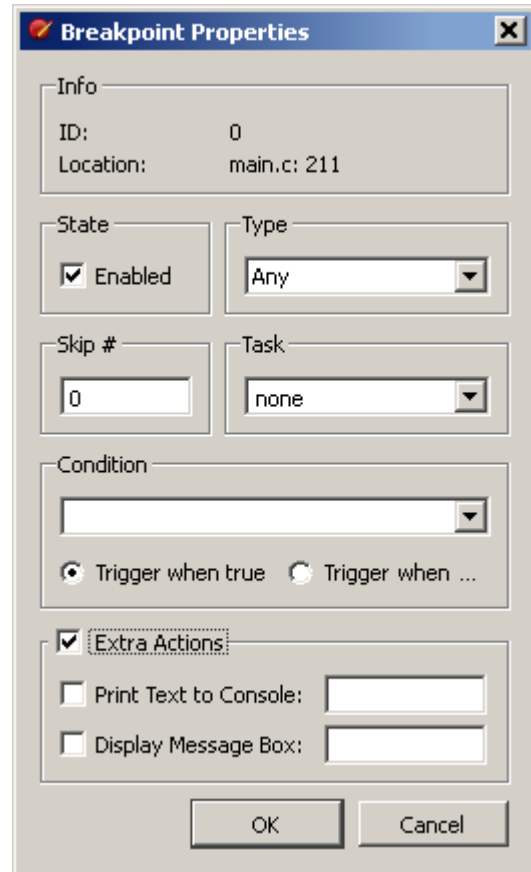 Breakpoint Properties
Info
ID: 0
Location: main.c: 211
State Type
Enabled Any
Skip # Task
0 none
Condition
Trigger when true Trigger when ...
Extra Actions
Print Text to Console:
Display Message Box:
OK Cancel